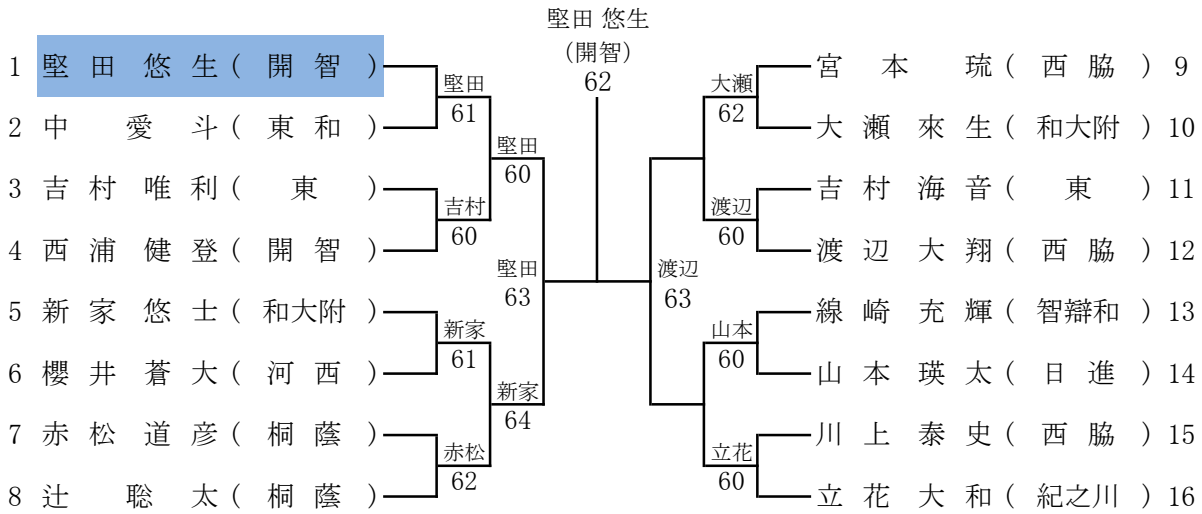 堅田 悠生
(開智)
62
1 堅田悠生(開智)
堅田
61
2 中愛斗(東和)
堅田
60
3 吉村唯利(東)
吉村
60
4 西浦健登(開智)
堅田
63
5 新家悠士(和大附)
新家
61
6 櫻井蒼大(河西)
新家
64
7 赤松道彦(桐蔭)
赤松
62
8 辻聡太(桐蔭)
宮本琉(西脇) 9
大瀬
62
大瀬來生(和大附) 10
吉村海音(東) 11
渡辺
60
渡辺大翔(西脇) 12
渡辺
63
線崎充輝(智辯和) 13
山本
60
山本瑛太(日進) 14
川上泰史(西脇) 15
立花
60
立花大和(紀之川) 16